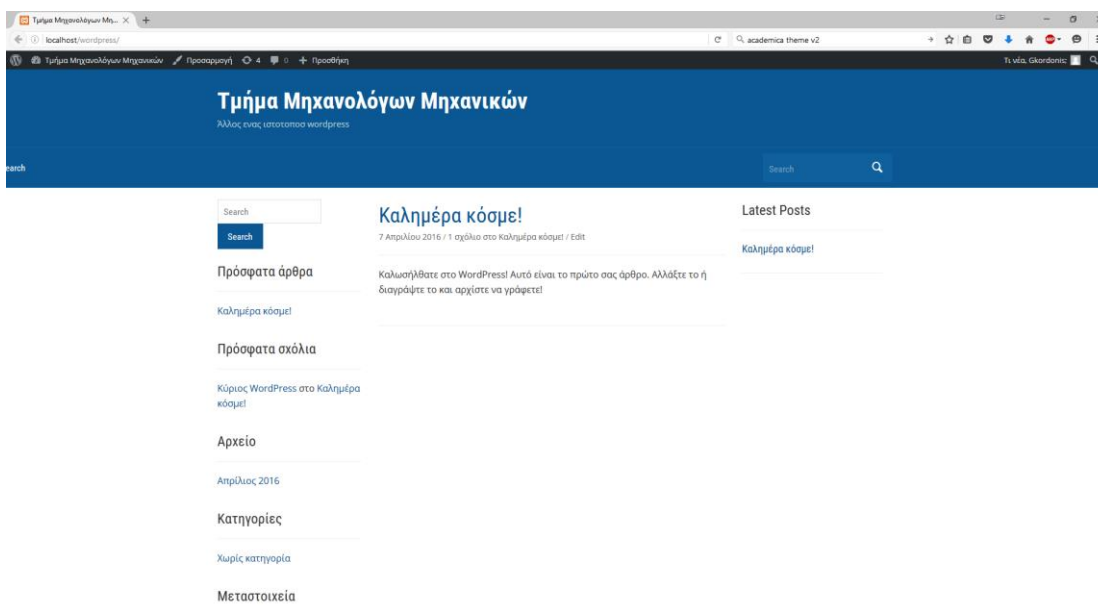 Τμήμα Μηχανολόγων Μη...
localhost/wordpress/
academica theme v2
Τμήμα Μηχανολόγων Μηχανικών Προσαρμογή 4 0 Προσθήκη
Τι νέα, Gkordonis;
Τμήμα Μηχανολόγων Μηχανικών
Άλλος ενας ιστοτοποσ wordpress
earch
Search
Search
Search
Πρόσφατα άρθρα
Καλημέρα κόσμε!
Πρόσφατα σχόλια
Κύριος WordPress στο Καλημέρα
κόσμε!
Αρχείο
Απρίλιος 2016
Κατηγορίες
Χωρίς κατηγορία
Μεταστοιχεία
Καλημέρα κόσμε!
7 Απριλίου 2016 / 1 σχόλιο στο Καλημέρα κόσμε! / Edit
Καλωσήλθατε στο WordPress! Αυτό είναι το πρώτο σας άρθρο. Αλλάξτε το ή
διαγράψτε το και αρχίστε να γράφετε!
Latest Posts
Καλημέρα κόσμε!